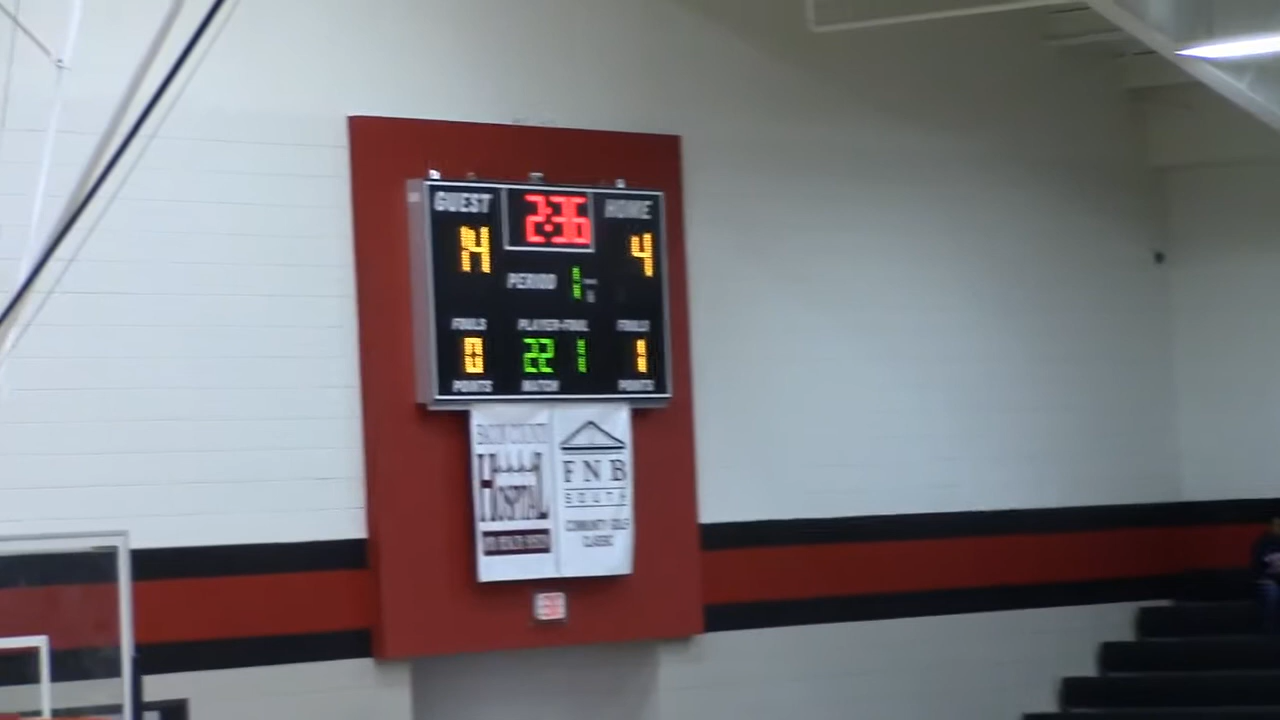 GUEST 2:36 HOME
14 4
PERIOD 1
FOULS PLAYER-FOUL FOULS
0 22 1 1
POINTS MATCH POINTS
HOSPITAL
FNB
SOUTH
COMMUNITY GOLF
CLASSIC